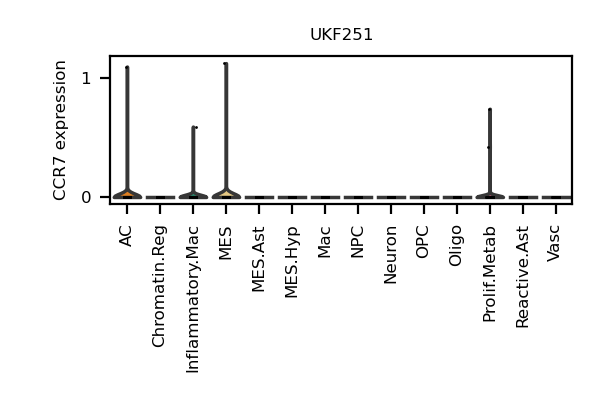 UKF251
CCR7 expression
1
0
AC
Chromatin.Reg
Inflammatory.Mac
MES
MES.Ast
MES.Hyp
Mac
NPC
Neuron
OPC
Oligo
Prolif.Metab
Reactive.Ast
Vasc